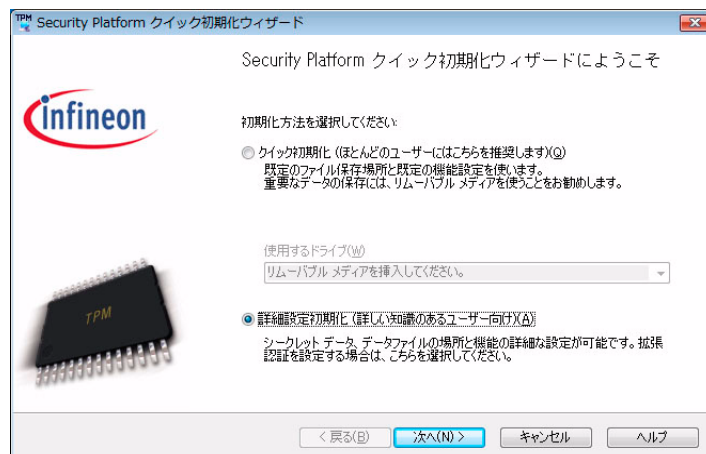 Security Platform クイック初期化ウィザード
Security Platform クイック初期化ウィザードにようこそ
infineon
初期化方法を選択してください:
クイック初期化 (ほとんどのユーザーにはこちらを推奨します)(Q)
既定のファイル保存場所と既定の機能設定を使います。
重要なデータの保存には、リムーバブル メディアを使うことをお勧めします。
使用するドライブ(W)
リムーバブル メディアを挿入してください。
TPM
詳細設定初期化 (詳しい知識のあるユーザー向け)(A)
シークレット データ、データファイルの場所と機能の詳細な設定が可能です。拡張
認証を設定する場合は、こちらを選択してください。
< 戻る(B)
次へ(N) >
キャンセル
ヘルプ